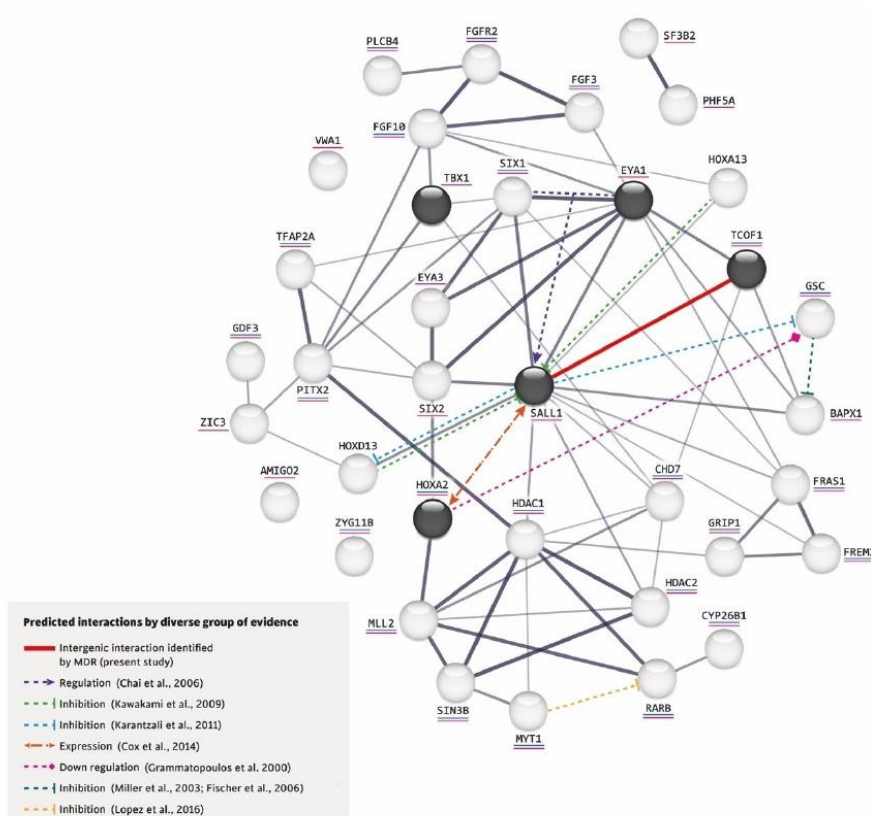 PLCB4
FGFR2
SF3B2
FGF3
PHF5A
FGF10
VWA1
SIX1
EYA1
HOXA13
TBX1
TFAP2A
TCOF1
EYA3
GSC
GDF3
PITX2
SIX2
SALL1
BAPX1
ZIC3
HOXD13
AMIGO2
HOXA2
CHD7
FRAS1
HDAC1
ZYG11B
GRIP1
HDAC2
MLL2
CYP26B1
SIN3B
MYT1
RARB
Predicted interactions by diverse group of evidence
Intergenic interaction identified
by MDR (present study)
Regulation (Chai et al., 2006)
Inhibition (Kawakami et al., 2009)
Inhibition (Karantzali et al., 2011)
Expression (Cox et al., 2014)
Down regulation (Grammatopoulos et al. 2000)
Inhibition (Miller et al., 2003; Fischer et al., 2006)
Inhibition (Lopez et al., 2016)